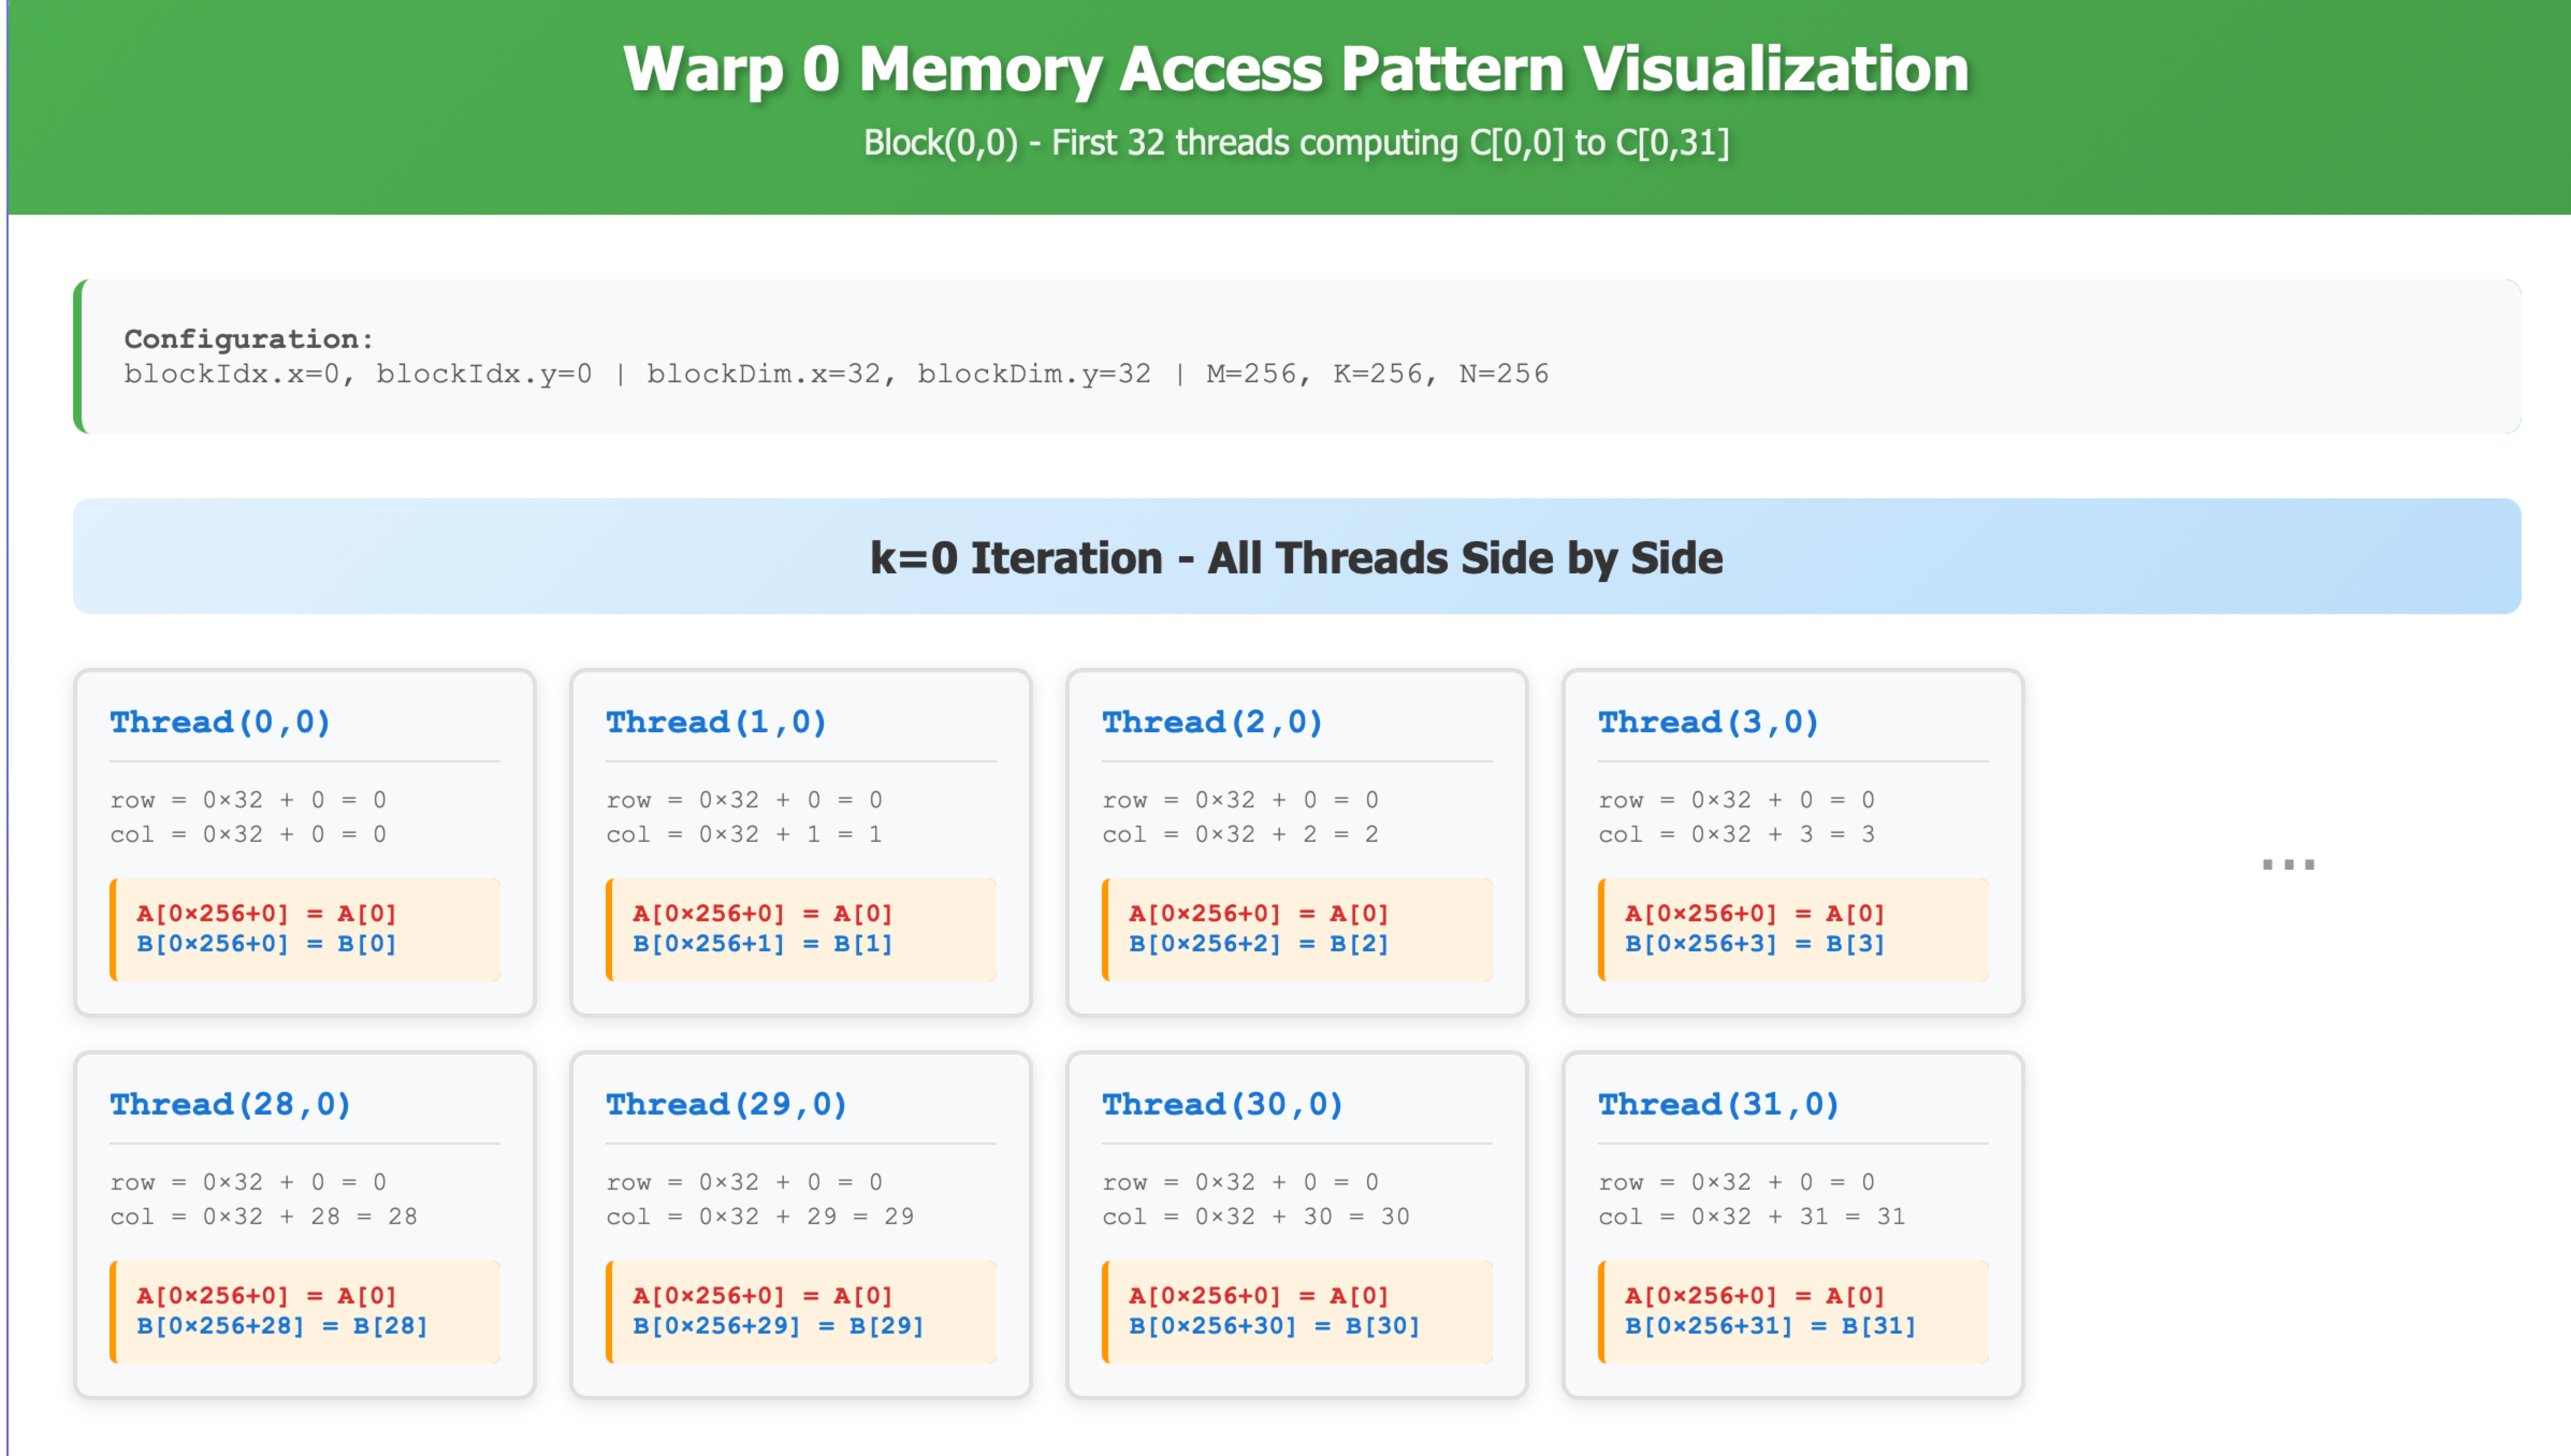 Warp 0 Memory Access Pattern Visualization
Block(0,0) - First 32 threads computing C[0,0] to C[0,31]
Configuration:
blockIdx.x=0, blockIdx.y=0 | blockDim.x=32, blockDim.y=32 | M=256, K=256, N=256
k=0 Iteration - All Threads Side by Side
Thread(0,0)
row = 0×32 + 0 = 0
col = 0×32 + 0 = 0
A[0×256+0] = A[0]
B[0×256+0] = B[0]
Thread(1,0)
row = 0×32 + 0 = 0
col = 0×32 + 1 = 1
A[0×256+0] = A[0]
B[0×256+1] = B[1]
Thread(2,0)
row = 0×32 + 0 = 0
col = 0×32 + 2 = 2
A[0×256+0] = A[0]
B[0×256+2] = B[2]
Thread(3,0)
row = 0×32 + 0 = 0
col = 0×32 + 3 = 3
A[0×256+0] = A[0]
B[0×256+3] = B[3]
...
Thread(28,0)
row = 0×32 + 0 = 0
col = 0×32 + 28 = 28
A[0×256+0] = A[0]
B[0×256+28] = B[28]
Thread(29,0)
row = 0×32 + 0 = 0
col = 0×32 + 29 = 29
A[0×256+0] = A[0]
B[0×256+29] = B[29]
Thread(30,0)
row = 0×32 + 0 = 0
col = 0×32 + 30 = 30
A[0×256+0] = A[0]
B[0×256+30] = B[30]
Thread(31,0)
row = 0×32 + 0 = 0
col = 0×32 + 31 = 31
A[0×256+0] = A[0]
B[0×256+31] = B[31]